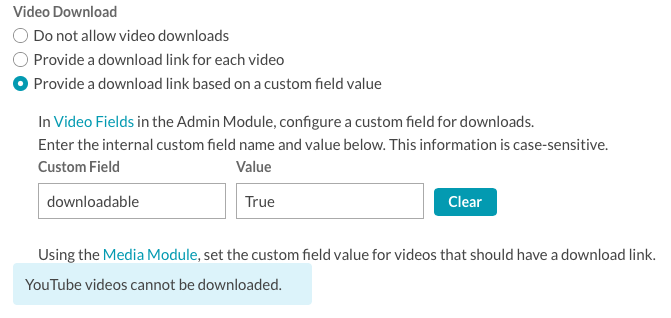 Video Download
Do not allow video downloads
Provide a download link for each video
Provide a download link based on a custom field value
In Video Fields in the Admin Module, configure a custom field for downloads.
Enter the internal custom field name and value below. This information is case-sensitive.
Custom Field Value
downloadable True Clear
Using the Media Module, set the custom field value for videos that should have a download link.
YouTube videos cannot be downloaded.